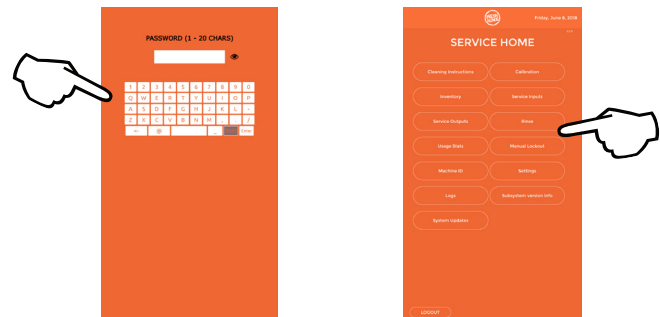 PASSWORD (1 - 20 CHARS)
1 2 3 4 5 6 7 8 9 0
Q W E R T Y U I O P
A S D F G H J K L -
Z X C V B N M . /
@ _ Enter
Friday, June 8, 2018
SERVICE HOME
Cleaning Instructions Calibration
Inventory Service Inputs
Service Outputs Rinse
Usage Stats Manual Lockout
Machine ID Settings
Logs Subsystem version info
System Updates
LOGOUT